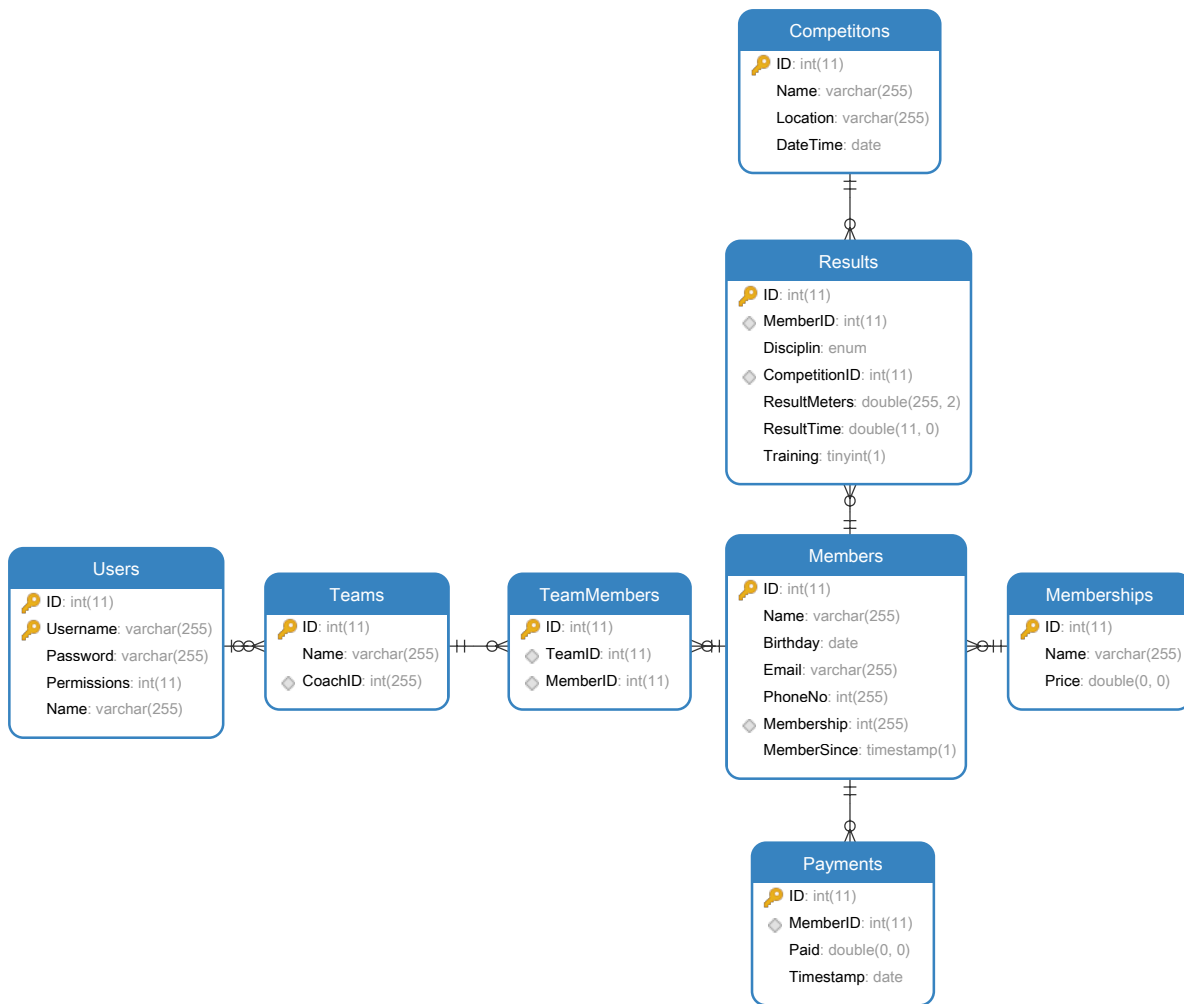 Competitons
ID: int(11)
Name: varchar(255)
Location: varchar(255)
DateTime: date
Results
ID: int(11)
MemberID: int(11)
Disciplin: enum
CompetitionID: int(11)
ResultMeters: double(255, 2)
ResultTime: double(11, 0)
Training: tinyint(1)
Users
ID: int(11)
Username: varchar(255)
Password: varchar(255)
Permissions: int(11)
Name: varchar(255)
Teams
ID: int(11)
Name: varchar(255)
CoachID: int(255)
TeamMembers
ID: int(11)
TeamID: int(11)
MemberID: int(11)
Members
ID: int(11)
Name: varchar(255)
Birthday: date
Email: varchar(255)
PhoneNo: int(255)
Membership: int(255)
MemberSince: timestamp(1)
Memberships
ID: int(11)
Name: varchar(255)
Price: double(0, 0)
Payments
ID: int(11)
MemberID: int(11)
Paid: double(0, 0)
Timestamp: date